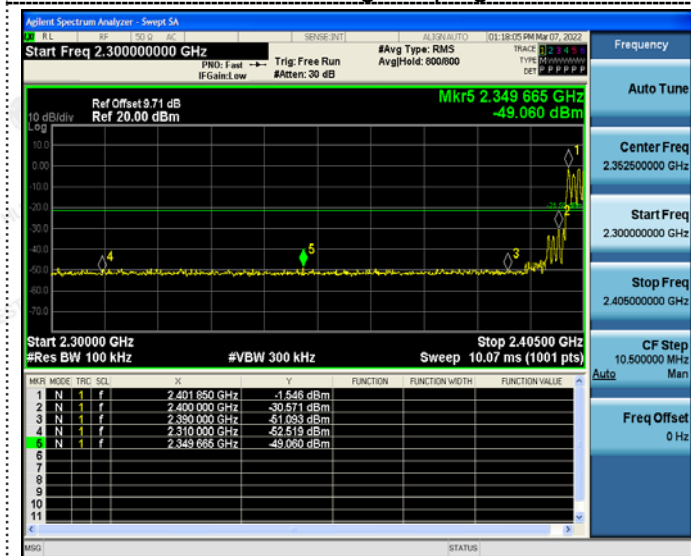 Agilent Spectrum Analyzer - Swept SA
RL RF 50 Ω AC SENSE:INT ALIGN AUTO 01:18:05 PM Mar 07, 2022
Start Freq 2.300000000 GHz
PNO: Fast
IFGain:Low
Trig: Free Run
#Atten: 30 dB
#Avg Type: RMS
Avg|Hold: 800/800
TRACE 1 2 3 4 5 6
TYPE M
DET P P P P P P
Ref Offset 9.71 dB
10 dB/div Ref 20.00 dBm
Log
Mkr5 2.349 665 GHz
-49.060 dBm
10.0
0.00
-10.0
-20.0
-30.0
-40.0
-50.0
-60.0
-70.0
1
2
3
4
5
Start 2.30000 GHz Stop 2.40500 GHz
#Res BW 100 kHz #VBW 300 kHz Sweep 10.07 ms (1001 pts)
MKR MODE TRC SCL X Y FUNCTION FUNCTION WIDTH FUNCTION VALUE
1 N 1 f 2.401 850 GHz -1.546 dBm
2 N 1 f 2.400 000 GHz -30.571 dBm
3 N 1 f 2.390 000 GHz -51.093 dBm
4 N 1 f 2.310 000 GHz -52.519 dBm
5 N 1 f 2.349 665 GHz -49.060 dBm
6
7
8
9
10
11
MSG STATUS
Frequency
Auto Tune
Center Freq
2.352500000 GHz
Start Freq
2.300000000 GHz
Stop Freq
2.405000000 GHz
CF Step
10.500000 MHz
Auto Man
Freq Offset
0 Hz